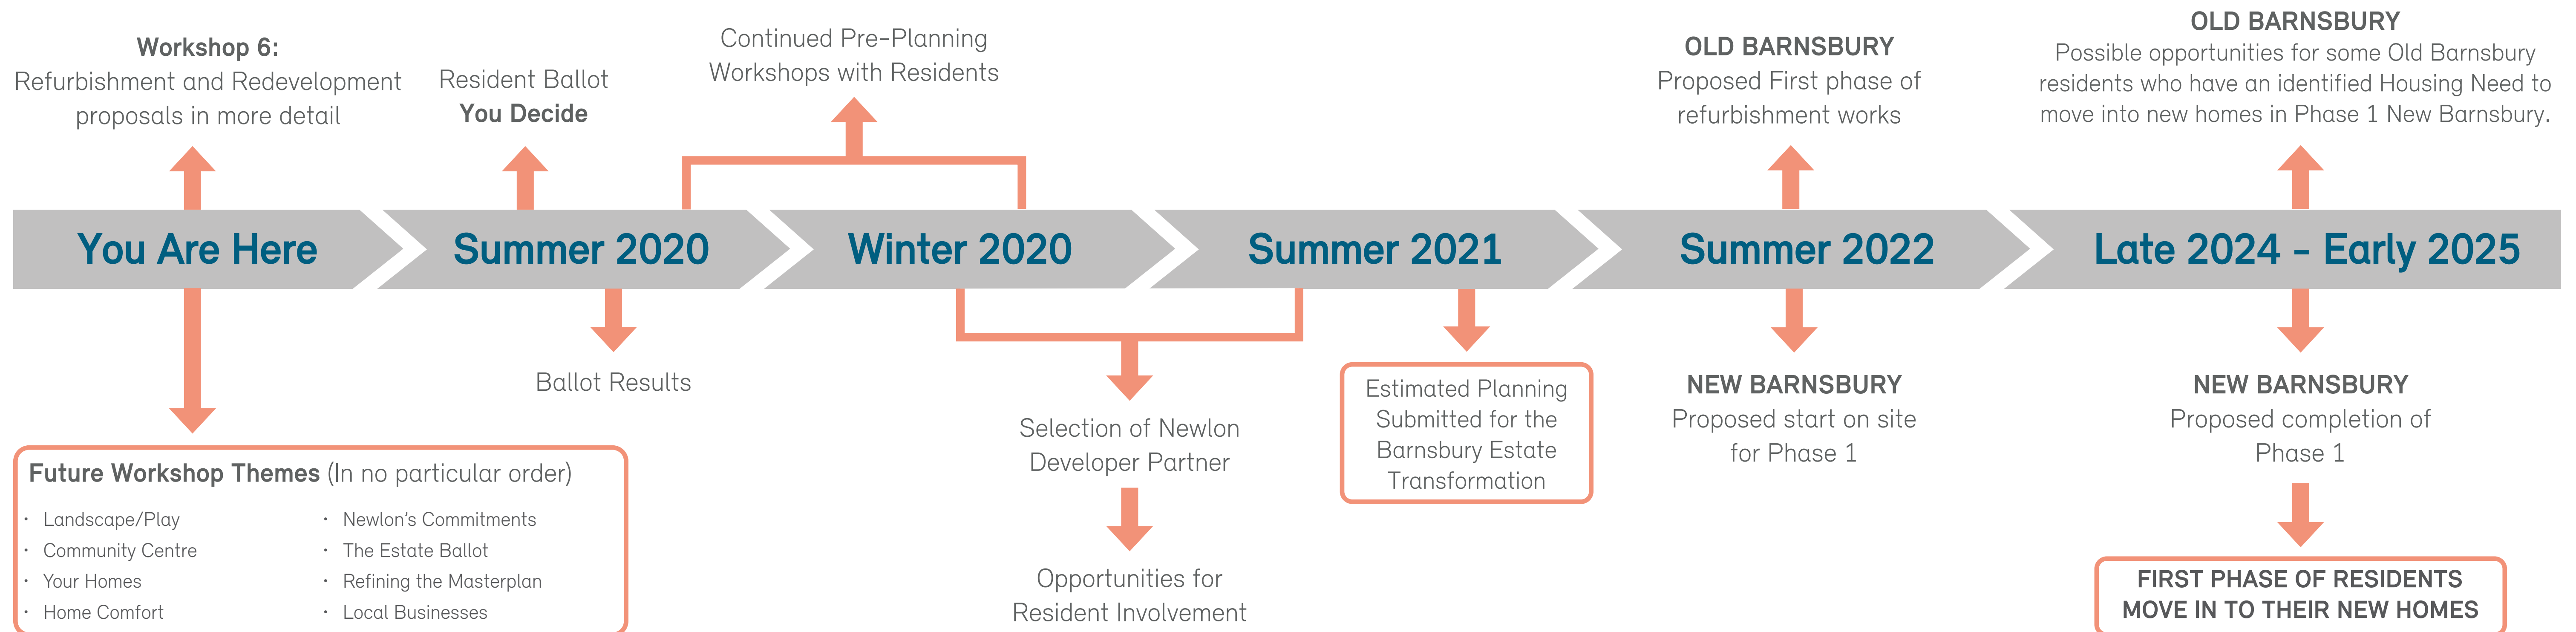 Workshop 6:
Refurbishment and Redevelopment
proposals in more detail
Resident Ballot
You Decide
Continued Pre-Planning
Workshops with Residents
OLD BARNSBURY
Proposed First phase of
refurbishment works
OLD BARNSBURY
Possible opportunities for some Old Barnsbury
residents who have an identified Housing Need to
move into new homes in Phase 1 New Barnsbury.
You Are Here
Summer 2020
Winter 2020
Summer 2021
Summer 2022
Late 2024 - Early 2025
Future Workshop Themes (In no particular order)
· Landscape/Play
· Community Centre
· Your Homes
· Home Comfort
· Newlon's Commitments
· The Estate Ballot
· Refining the Masterplan
· Local Businesses
Ballot Results
Selection of Newlon
Developer Partner
Opportunities for
Resident Involvement
Estimated Planning
Submitted for the
Barnsbury Estate
Transformation
NEW BARNSBURY
Proposed start on site
for Phase 1
NEW BARNSBURY
Proposed completion of
Phase 1
FIRST PHASE OF RESIDENTS
MOVE IN TO THEIR NEW HOMES